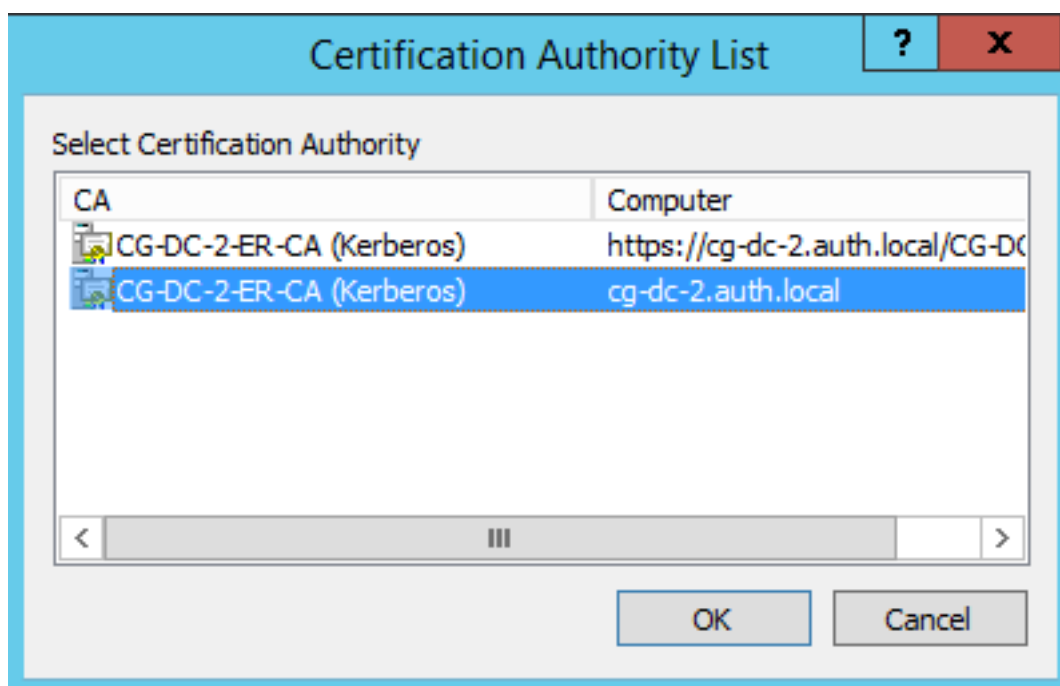 Certification Authority List ? x
Select Certification Authority
CA Computer
CG-DC-2-ER-CA (Kerberos) https://cg-dc-2.auth.local/CG-DC
CG-DC-2-ER-CA (Kerberos) cg-dc-2.auth.local
OK Cancel